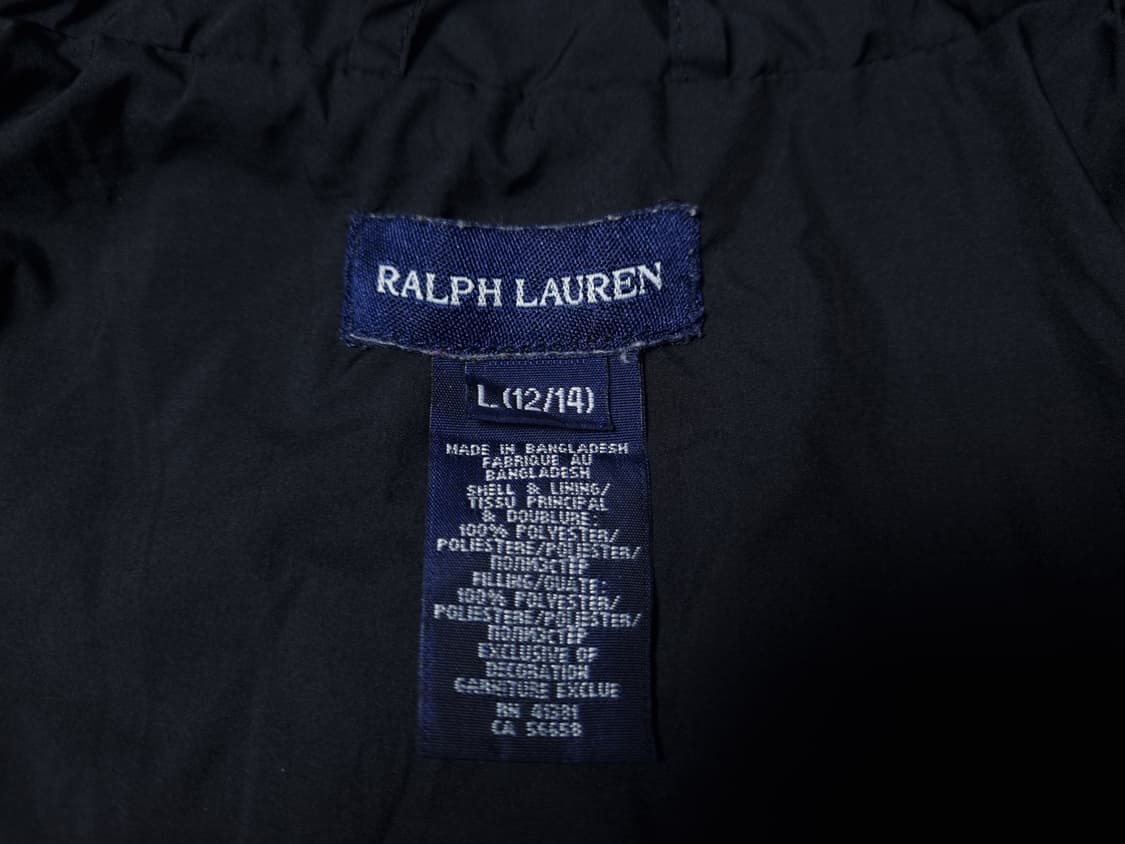 RALPH LAUREN
L (12/14)
MADE IN BANGLADESH
FABRIQUE AU
BANGLADESH
SHELL & LINING/
TISSU PRINCIPAL
& DOUBLURE:
100% POLYESTER/
POLIESTERE/POLIESTER/
ПОЛИЭСТЕР
FILLING/OUATE:
100% POLYESTER/
POLIESTERE/POLIESTER/
ПОЛИЭСТЕР
EXCLUSIVE OF
DECORATION
GARNITURE EXCLUE
RN 41381
CA 56658